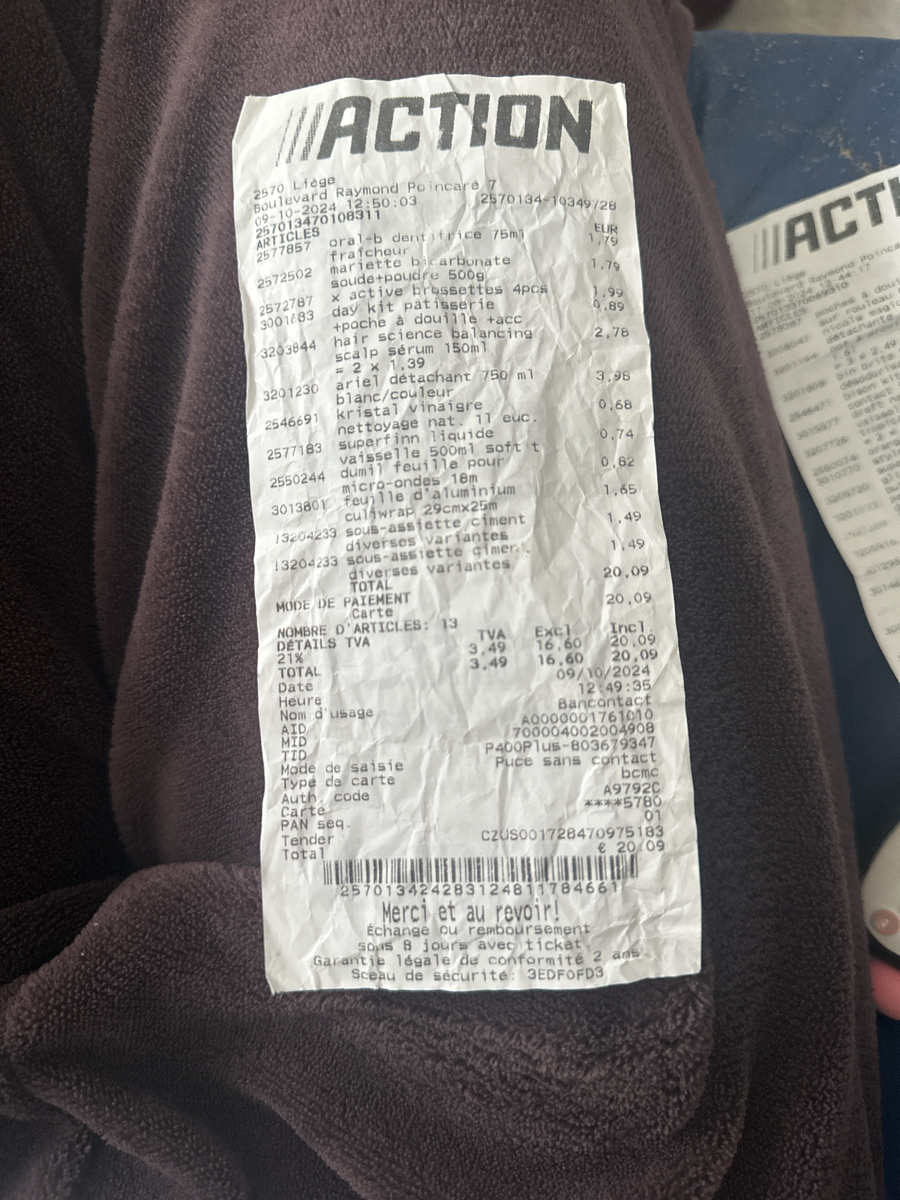 ACTION
2570 Liège
Boulevard Raymond Poincaré 7
09-10-2024 12:50:03 2570134-10349/28
257013470108311
ARTICLES EUR
2577857 oral-b dentifrice 75ml 1,79
fraîcheur
2572502 mariette bicarbonate 1,79
soude+poudre 500g
2572787 x active brossettes 4pcs 1,99
3001683 day kit pâtisserie 0,89
+poche à douille +acc
3203844 hair science balancing 2,78
scalp sérum 150ml
= 2 x 1,39
3201230 ariel détachant 750 ml 3,98
blanc/couleur
2546691 kristal vinaigre 0,68
nettoyage nat. 1l euc.
2577183 superfinn liquide 0,74
vaisselle 500ml soft t
2550244 dumil feuille pour 0,82
micro-ondes 18m
3013801 feuille d'aluminium 1,65
culiwrap 29cmx25m
!3204233 sous-assiette ciment 1,49
diverses variantes
!3204233 sous-assiette ciment 1,49
diverses variantes
TOTAL 20,09
MODE DE PAIEMENT
Carte 20,09
NOMBRE D'ARTICLES: 13
DÉTAILS TVA TVA Excl Incl.
21% 3,49 16,60 20,09
TOTAL 3,49 16,60 20,09
Date 09/10/2024
Heure 12:49:35
Nom d'usage Bancontact
AID A0000001761010
MID 700004002004908
TID P400Plus-803679347
Mode de saisie Puce sans contact
Type de carte bcmc
Auth. code A9792C
Carte ****5780
PAN seq. 01
Tender CZUS001728470975183
Total € 20,09
257013424283124811784661
Merci et au revoir!
Échange ou remboursement
sous 8 jours avec ticket.
Garantie légale de conformité 2 ans.
Sceau de sécurité: 3EDF0FD3
ACTI
2570 Liège
Boulevard Raymond Poinca